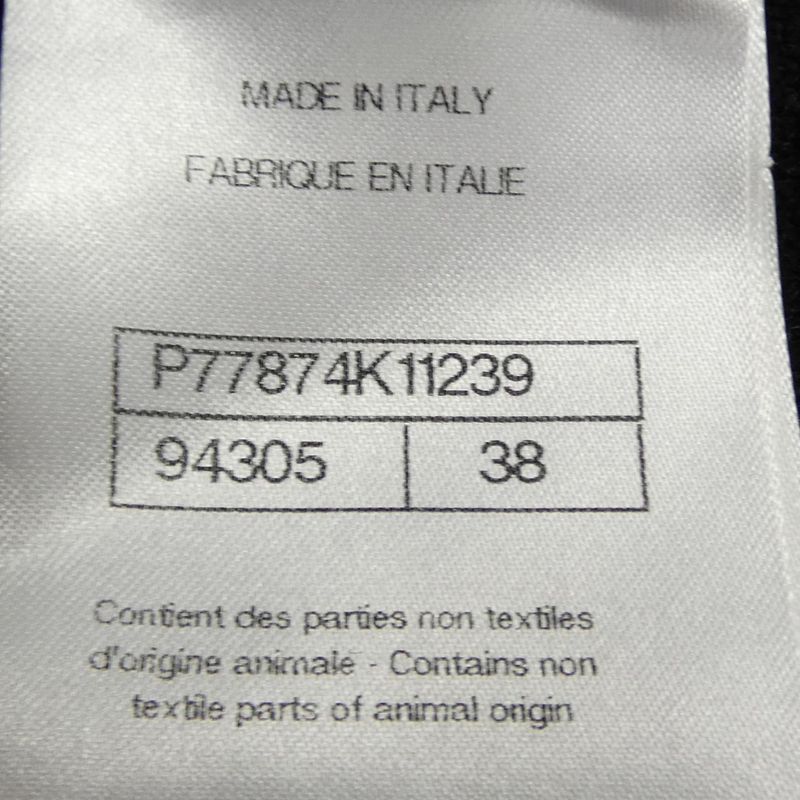 MADE IN ITALY
FABRIQUE EN ITALIE
P77874K11239
94305 38
Contient des parties non textiles
d'origine animale - Contains non
textile parts of animal origin